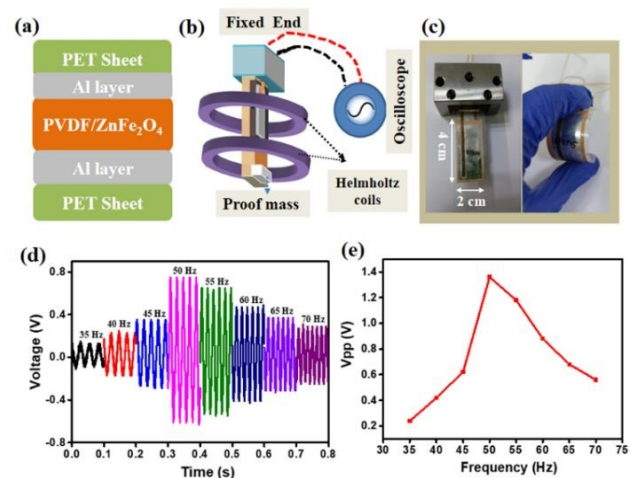 (a)
PET Sheet
Al layer
PVDF/ZnFe₂O₄
Al layer
PET Sheet
(b)
Fixed End
Oscilloscope
Proof mass
Helmholtz
coils
(c)
4 cm
2 cm
(d)
Voltage (V)
0.8
0.4
0.0
-0.4
-0.8
35 Hz
40 Hz
45 Hz
50 Hz
55 Hz
60 Hz
65 Hz
70 Hz
0.0 0.1 0.2 0.3 0.4 0.5 0.6 0.7 0.8
Time (s)
(e)
Vpp (V)
1.4
1.2
1.0
0.8
0.6
0.4
0.2
30 35 40 45 50 55 60 65 70 75
Frequency (Hz)